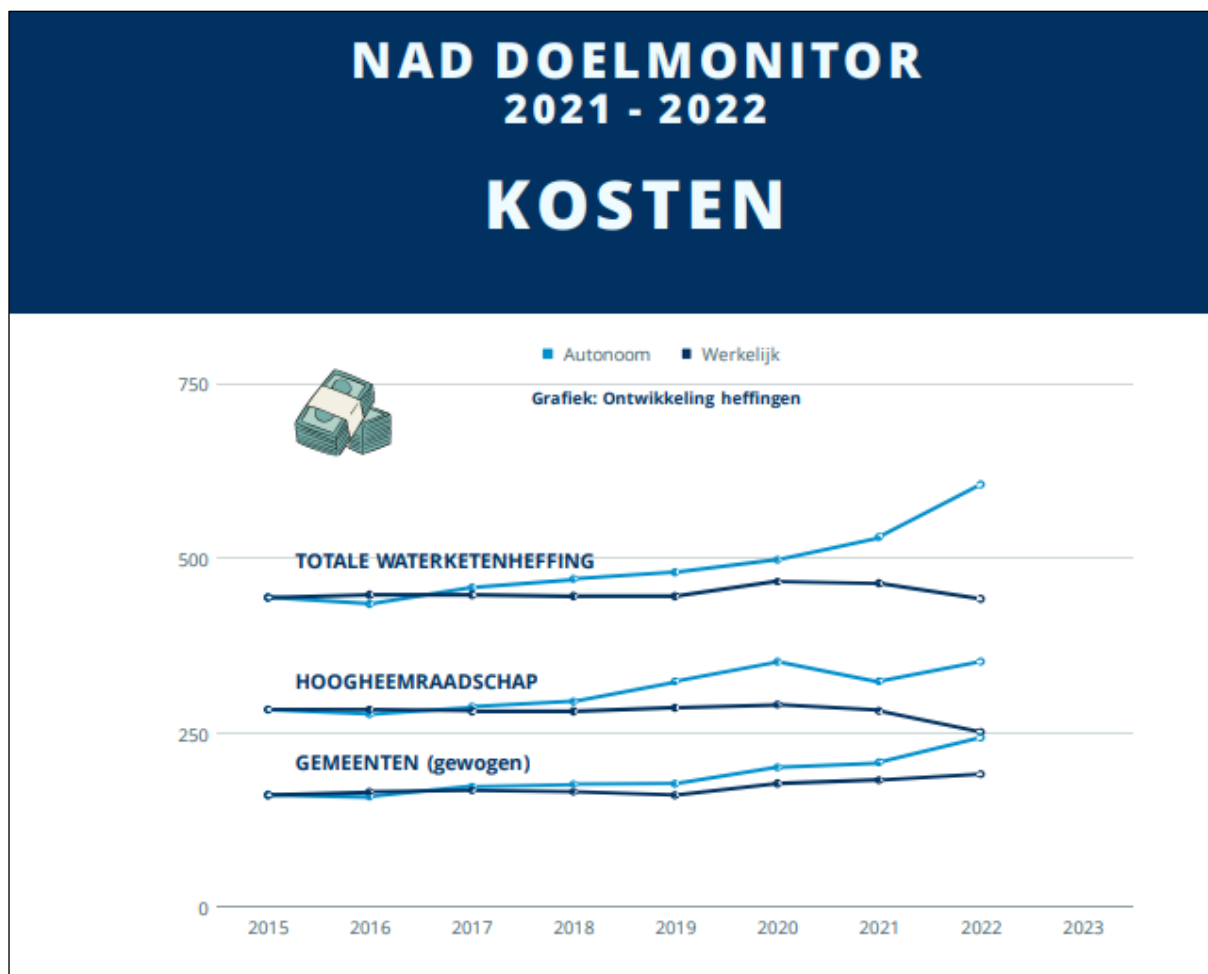 NAD DOELMONITOR
2021 - 2022
KOSTEN
Autonoom Werkelijk
750
Grafiek: Ontwikkeling heffingen
500
TOTALE WATERKETENHEFFING
HOOGHEEMRAADSCHAP
250
GEMEENTEN (gewogen)
0
2015 2016 2017 2018 2019 2020 2021 2022 2023